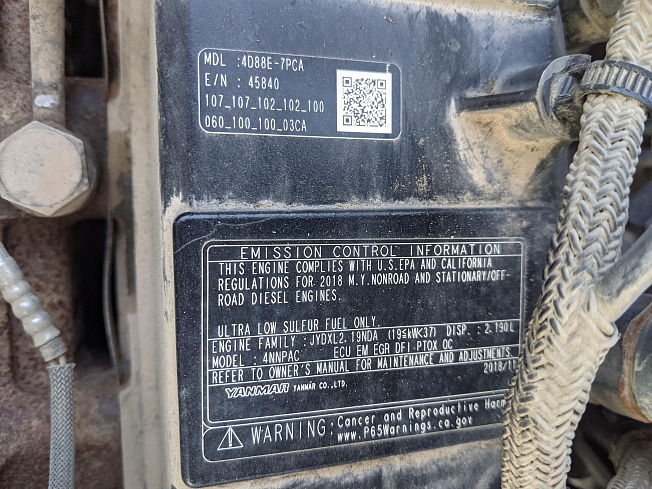 MDL :4D88E-7PCA
E/N : 45840
107_107_102_102_100
060_100_100_03CA
EMISSION CONTROL INFORMATION
THIS ENGINE COMPLIES WITH U.S.EPA AND CALIFORNIA
REGULATIONS FOR 2018 M.Y.NONROAD AND STATIONARY/OFF-
ROAD DIESEL ENGINES.
ULTRA LOW SULFUR FUEL ONLY.
ENGINE FAMILY : JYDXL2.19NDA (19≤kW<37) DISP. : 2.190L
MODEL : 4NNPAC ECU EM EGR DFI-PTOX OC
REFER TO OWNER'S MANUAL FOR MAINTENANCE AND ADJUSTMENTS
2018/11
YANMAR YANMAR CO.,LTD.
WARNING: Cancer and Reproductive Harm
www.P65Warnings.ca.gov